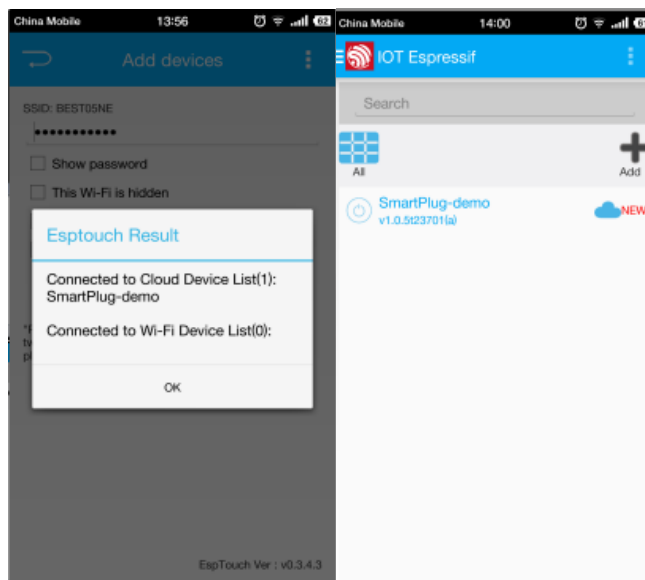 China Mobile 13:56 62
Add devices
SSID: BEST05NE
•••••••••••
Show password
This Wi-Fi is hidden
Esptouch Result
Connected to Cloud Device List(1):
SmartPlug-demo
Connected to Wi-Fi Device List(0):
OK
EspTouch Ver : v0.3.4.3
China Mobile 14:00
IOT Espressif
Search
All
Add
SmartPlug-demo
v1.0.5t23701(a)
NEW